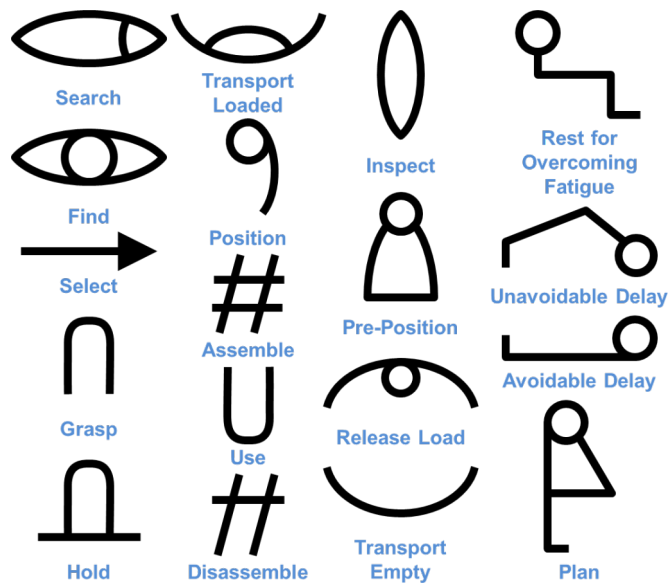 Search
Find
Select
Grasp
Hold
Transport
Loaded
Position
Assemble
Use
Disassemble
Inspect
Pre-Position
Release Load
Transport
Empty
Rest for
Overcoming
Fatigue
Unavoidable Delay
Avoidable Delay
Plan